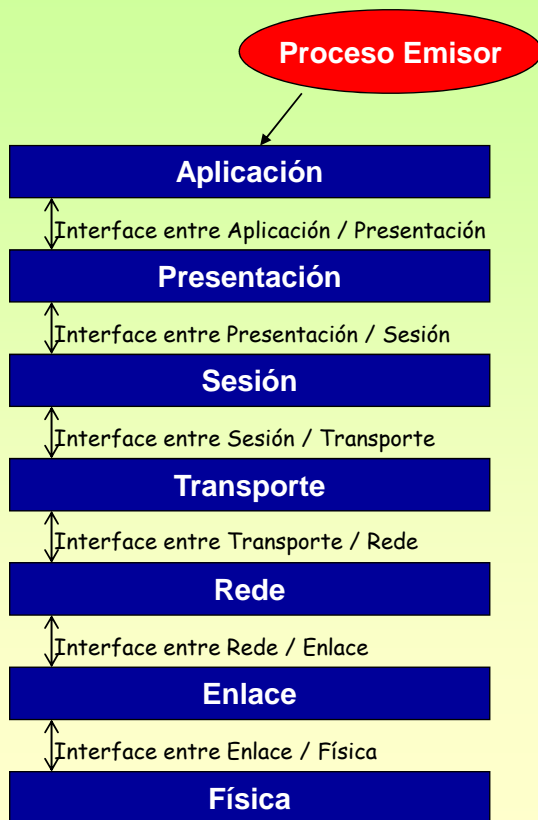 Proceso Emisor
Aplicación
Interface entre Aplicación / Presentación
Presentación
Interface entre Presentación / Sesión
Sesión
Interface entre Sesión / Transporte
Transporte
Interface entre Transporte / Rede
Rede
Interface entre Rede / Enlace
Enlace
Interface entre Enlace / Física
Física